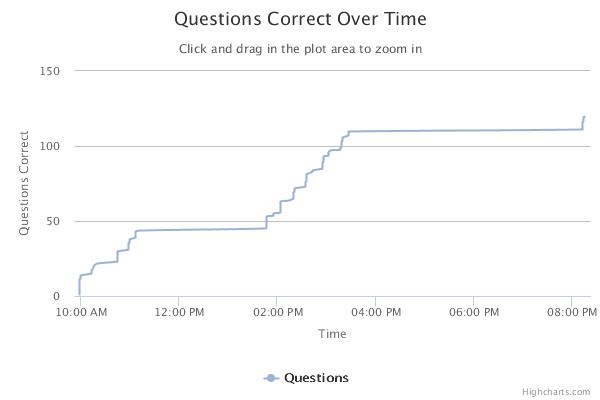 Questions Correct Over Time
Click and drag in the plot area to zoom in
Questions Correct
150
100
50
0
10:00 AM 12:00 PM 02:00 PM 04:00 PM 06:00 PM 08:00 PM
Time
Questions
Highcharts.com